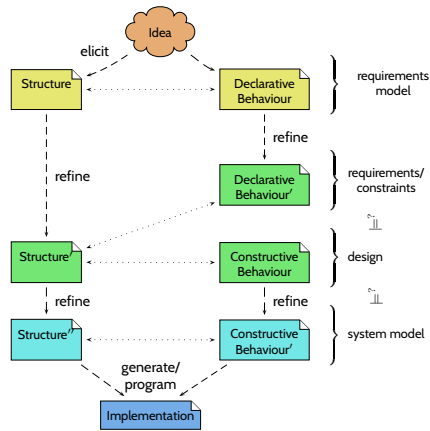 Idea
elicit
Structure
Declarative
Behaviour
requirements
model
refine
refine
Declarative
Behaviour′
requirements/
constraints
⊨?
Structure′
Constructive
Behaviour
design
⊨?
refine
refine
Structure′′
Constructive
Behaviour′
system model
generate/
program
Implementation